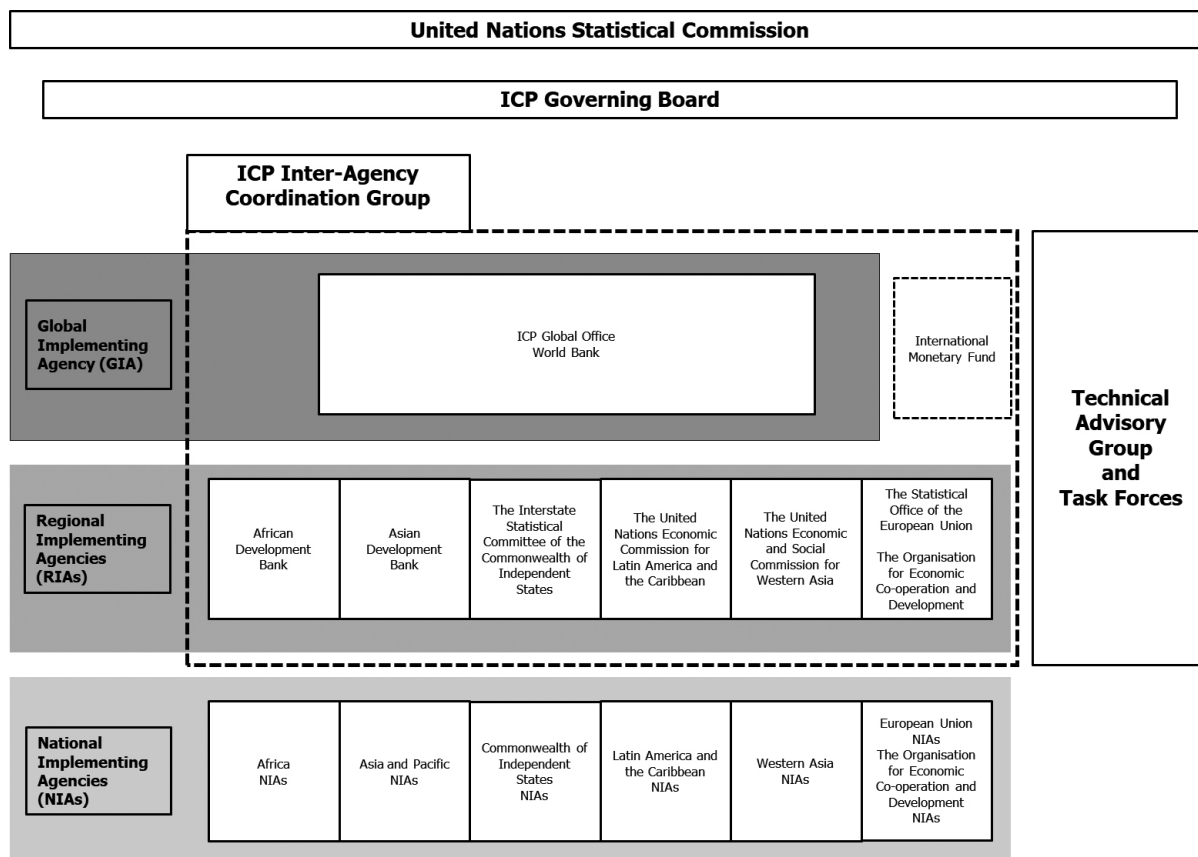 United Nations Statistical Commission
ICP Governing Board
ICP Inter-Agency
Coordination Group
Global
Implementing
Agency (GIA)
ICP Global Office
World Bank
International
Monetary Fund
Technical
Advisory
Group
and
Task Forces
Regional
Implementing
Agencies
(RIAs)
African
Development
Bank
Asian
Development
Bank
The Interstate
Statistical
Committee of the
Commonwealth of
Independent
States
The United
Nations Economic
Commission for
Latin America and
the Caribbean
The United
Nations Economic
and Social
Commission for
Western Asia
The Statistical
Office of the
European Union
The Organisation
for Economic
Co-operation and
Development
National
Implementing
Agencies
(NIAs)
Africa
NIAs
Asia and Pacific
NIAs
Commonwealth of
Independent
States
NIAs
Latin America and
the Caribbean
NIAs
Western Asia
NIAs
European Union
NIAs
The Organisation
for Economic
Co-operation and
Development
NIAs